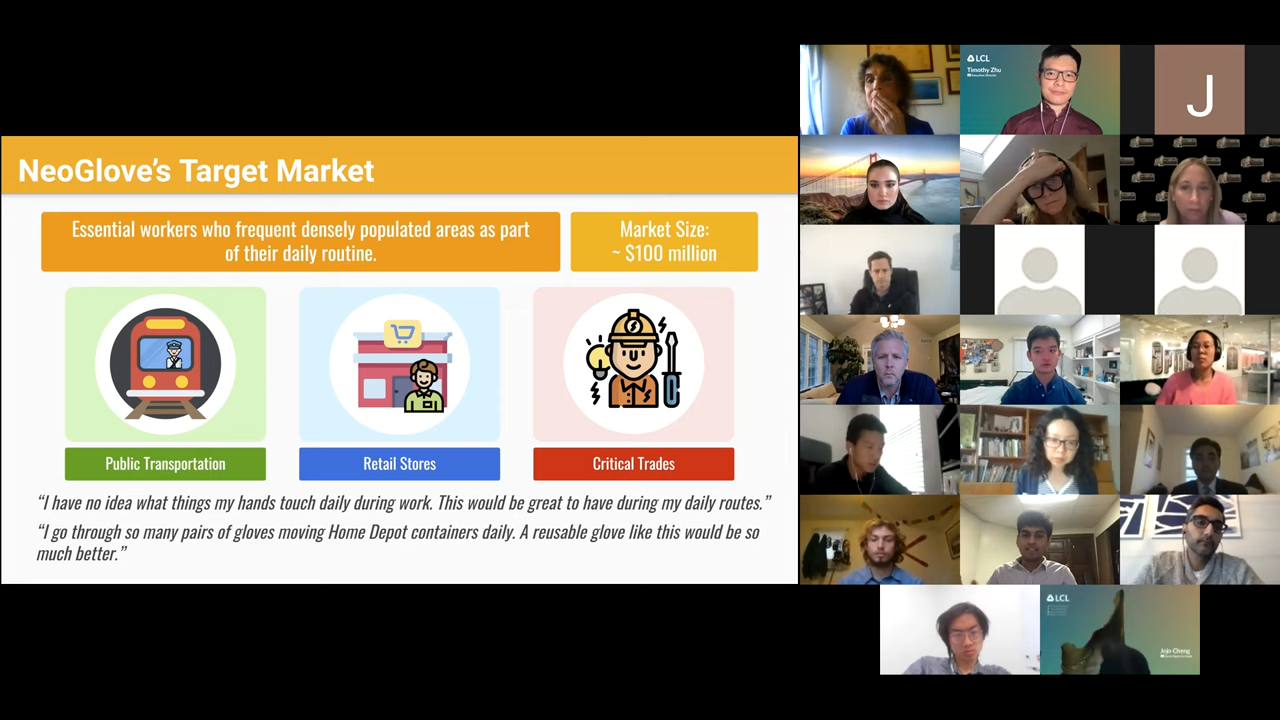 NeoGlove's Target Market
Essential workers who frequent densely populated areas as part
of their daily routine.
Market Size:
~ $100 million
Public Transportation
Retail Stores
Critical Trades
“I have no idea what things my hands touch daily during work. This would be great to have during my daily routes.”
“I go through so many pairs of gloves moving Home Depot containers daily. A reusable glove like this would be so
much better.”
LCL
Timothy Zhu
J
LCL
Jojo Cheng